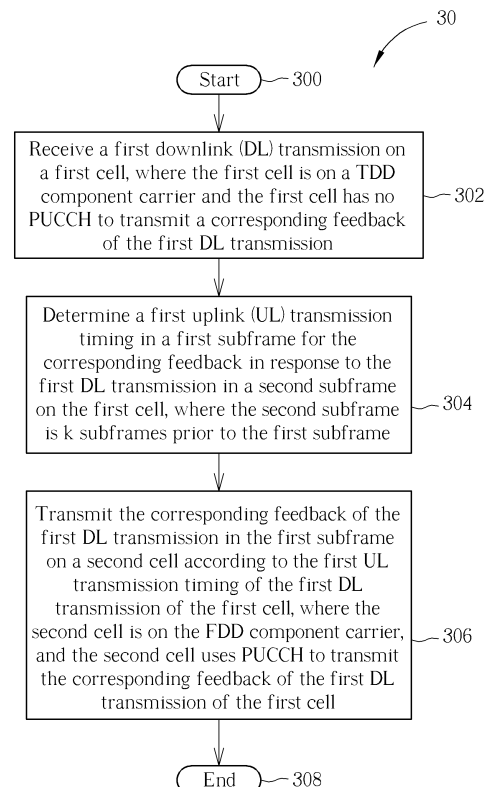 30
Start
300
Receive a first downlink (DL) transmission on
a first cell, where the first cell is on a TDD
component carrier and the first cell has no
PUCCH to transmit a corresponding feedback
of the first DL transmission
302
Determine a first uplink (UL) transmission
timing in a first subframe for the
corresponding feedback in response to the
first DL transmission in a second subframe
on the first cell, where the second subframe
is k subframes prior to the first subframe
304
Transmit the corresponding feedback of the
first DL transmission in the first subframe
on a second cell according to the first UL
transmission timing of the first DL
transmission of the first cell, where the
second cell is on the FDD component carrier,
and the second cell uses PUCCH to transmit
the corresponding feedback of the first DL
transmission of the first cell
306
End
308